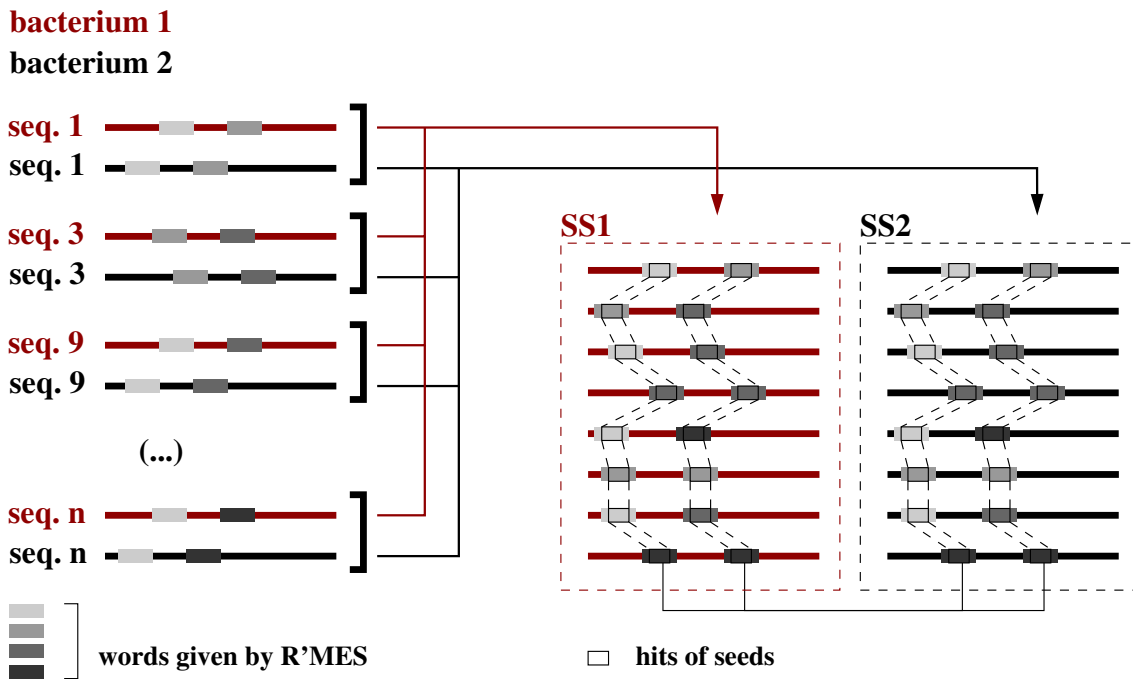 bacterium 1
bacterium 2
seq. 1
seq. 1
seq. 3
seq. 3
SS1
SS2
seq. 9
seq. 9
(...)
seq. n
seq. n
words given by R'MES
hits of seeds